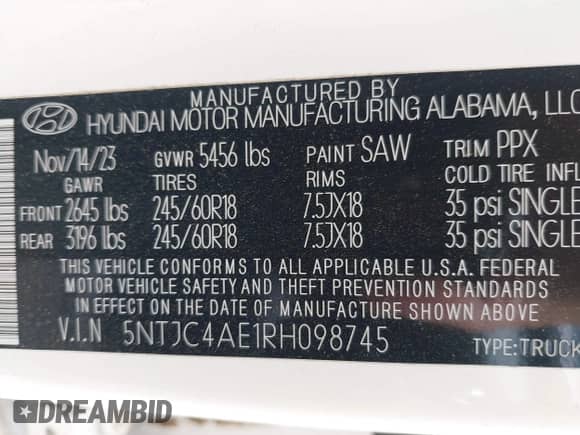 MANUFACTURED BY
HYUNDAI MOTOR MANUFACTURING ALABAMA, LLC
Nov/14/23 GVWR 5456 lbs PAINT SAW TRIM PPX
GAWR TIRES RIMS COLD TIRE INFL
FRONT 2645 lbs 245/60R18 7.5JX18 35 psi SINGLE
REAR 3196 lbs 245/60R18 7.5JX18 35 psi SINGLE
THIS VEHICLE CONFORMS TO ALL APPLICABLE U.S.A. FEDERAL
MOTOR VEHICLE SAFETY AND THEFT PREVENTION STANDARDS
IN EFFECT ON THE DATE OF MANUFACTURE SHOWN ABOVE.
V.I.N 5NTJC4AE1RH098745 TYPE:TRUCK
DREAMBID